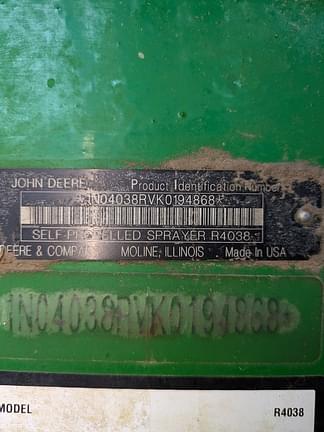 JOHN DEERE Product Identification Number
1N04038RVK0194868*
SELF-PROPELLED SPRAYER R4038
DEERE & COMPANY MOLINE, ILLINOIS Made In USA
1N04038RVK0194868*
MODEL R4038